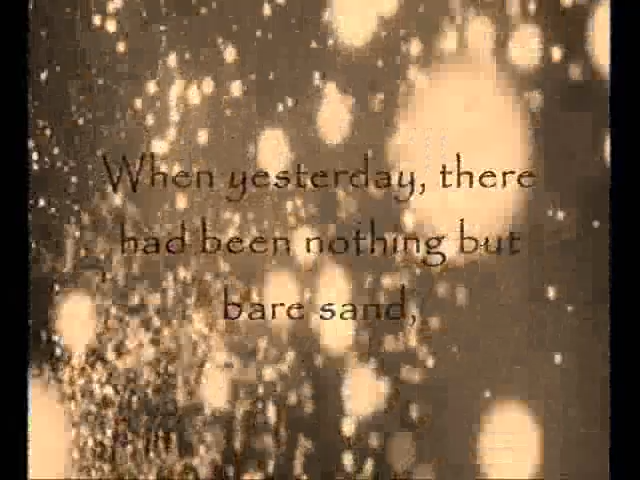 When yesterday, there
had been nothing but
bare sand,